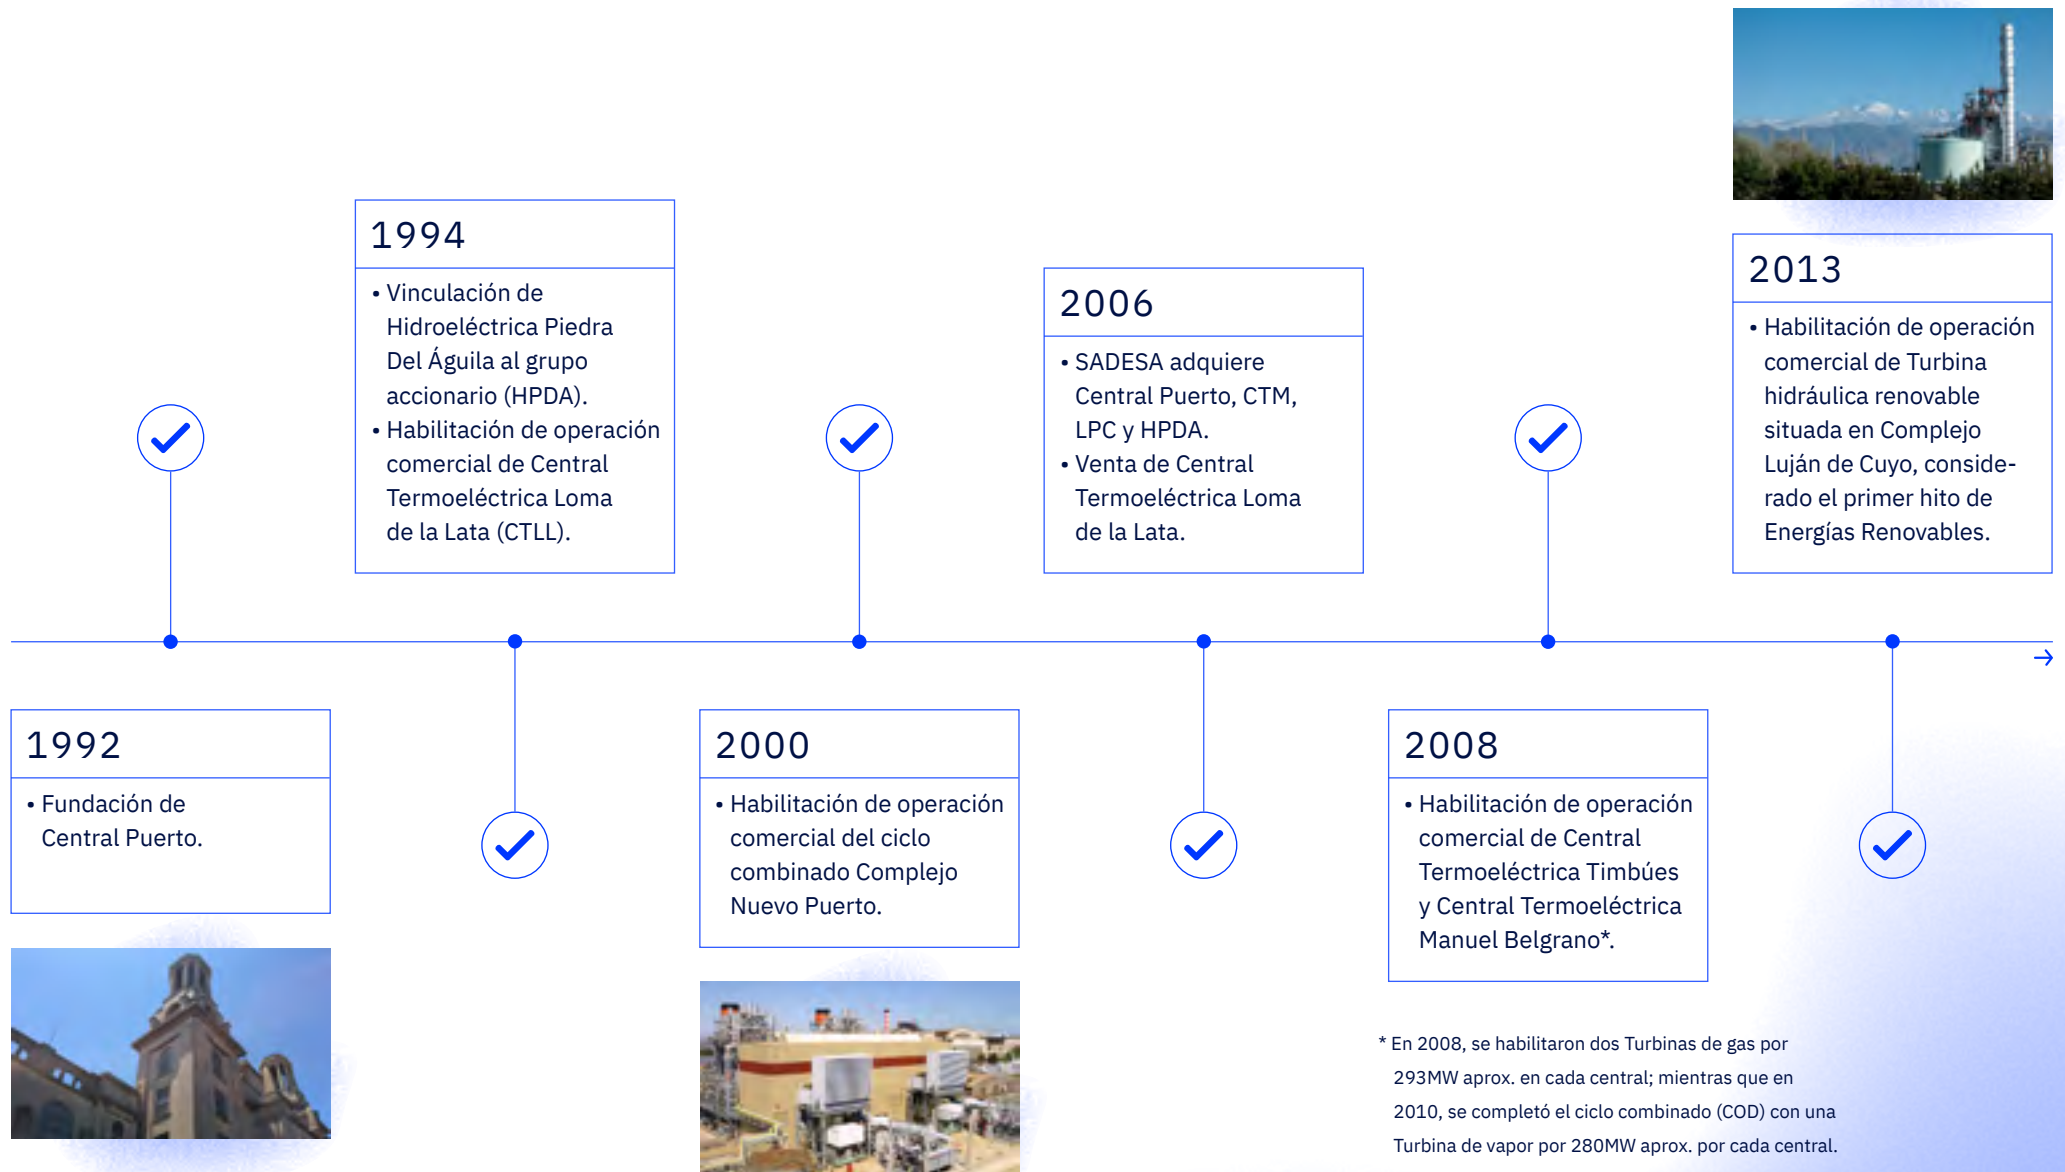 1992
• Fundación de
Central Puerto.
1994
• Vinculación de
Hidroeléctrica Piedra
Del Águila al grupo
accionario (HPDA).
• Habilitación de operación
comercial de Central
Termoeléctrica Loma
de la Lata (CTLL).
2000
• Habilitación de operación
comercial del ciclo
combinado Complejo
Nuevo Puerto.
2006
• SADESA adquiere
Central Puerto, CTM,
LPC y HPDA.
• Venta de Central
Termoeléctrica Loma
de la Lata.
2008
• Habilitación de operación
comercial de Central
Termoeléctrica Timbúes
y Central Termoeléctrica
Manuel Belgrano*.
* En 2008, se habilitaron dos Turbinas de gas por
293MW aprox. en cada central; mientras que en
2010, se completó el ciclo combinado (COD) con una
Turbina de vapor por 280MW aprox. por cada central.
2013
• Habilitación de operación
comercial de Turbina
hidráulica renovable
situada en Complejo
Luján de Cuyo, conside-
rado el primer hito de
Energías Renovables.